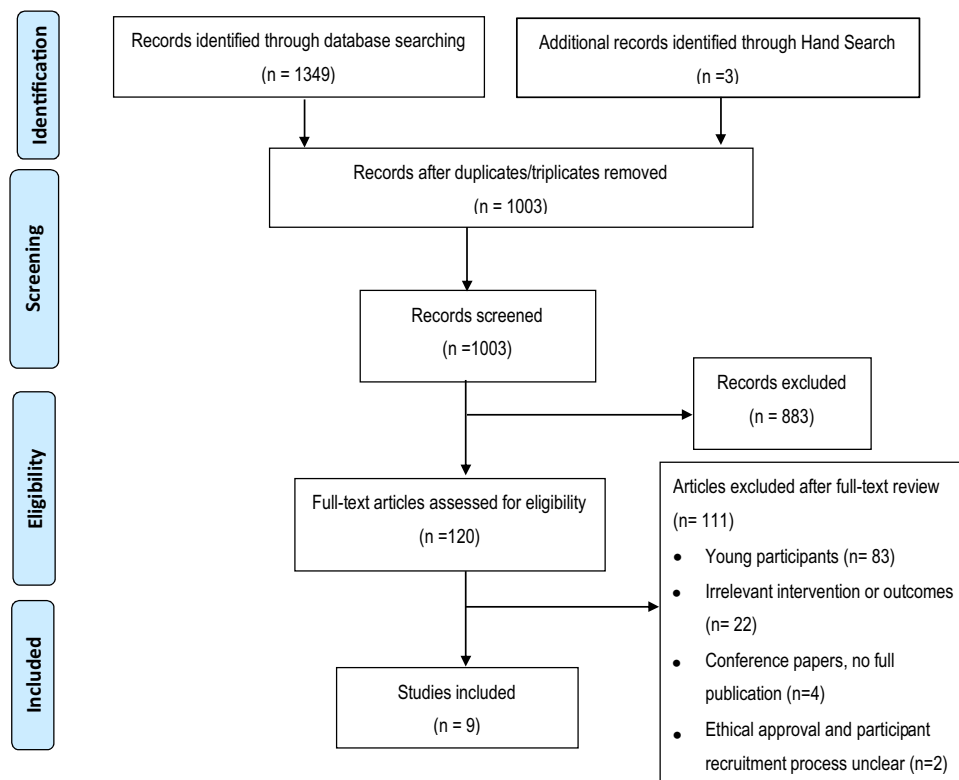 Identification
Records identified through database searching
(n = 1349)
Additional records identified through Hand Search
(n =3)
Records after duplicates/triplicates removed
(n = 1003)
Screening
Records screened
(n =1003)
Records excluded
(n = 883)
Eligibility
Full-text articles assessed for eligibility
(n =120)
Articles excluded after full-text review
(n= 111)
• Young participants (n= 83)
• Irrelevant intervention or outcomes
(n= 22)
• Conference papers, no full
publication (n=4)
• Ethical approval and participant
recruitment process unclear (n=2)
Included
Studies included
(n = 9)